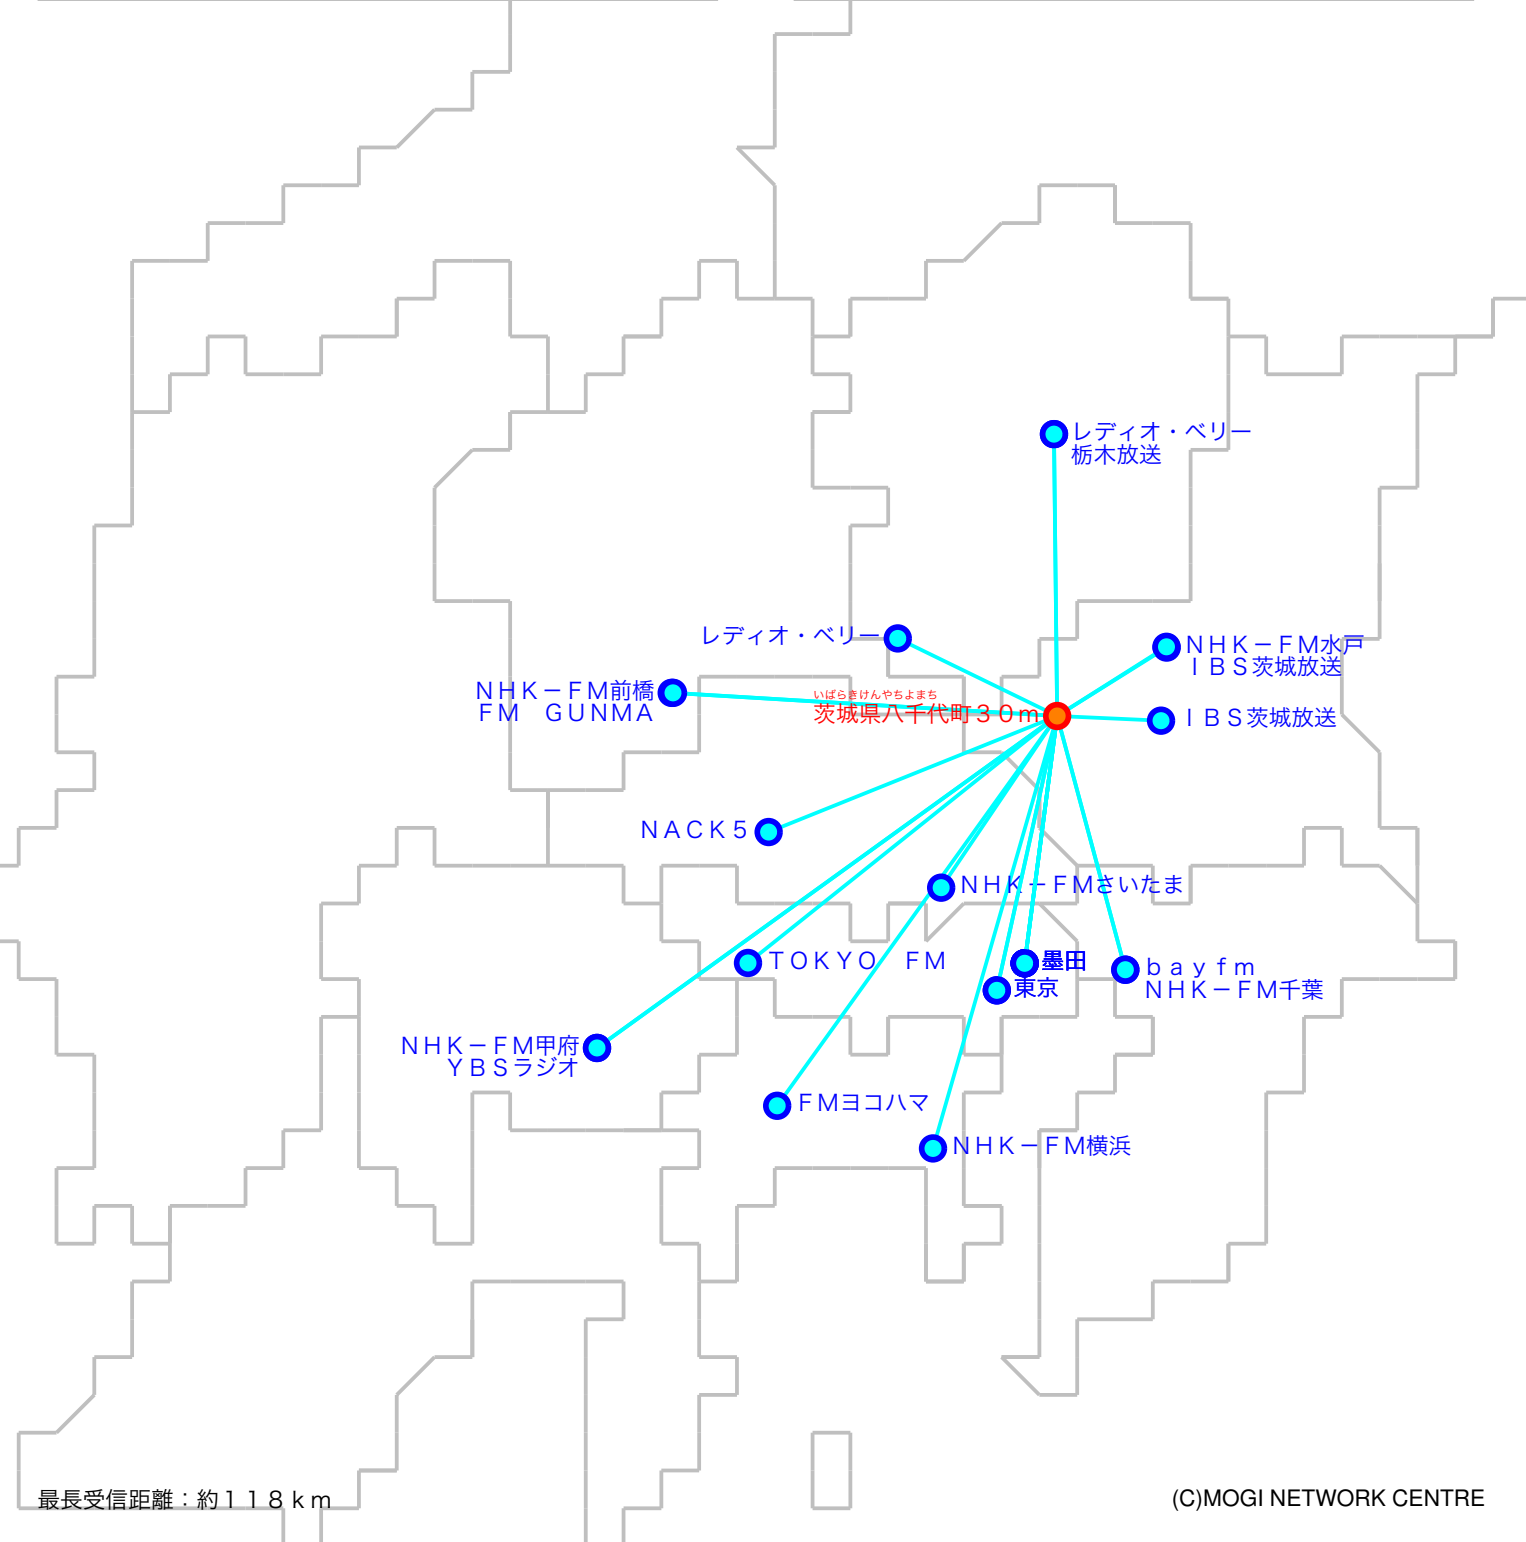 レディオ・ベリー
栃木放送
レディオ・ベリー
ＮＨＫ－ＦＭ水戸
ＩＢＳ茨城放送
ＮＨＫ－ＦＭ前橋
ＦＭ　ＧＵＮＭＡ
いばらきけんやちよまち
茨城県八千代町３０ｍ
ＩＢＳ茨城放送
ＮＡＣＫ５
ＮＨＫ－ＦＭさいたま
ＴＯＫＹＯ　ＦＭ
墨田
東京
ｂａｙｆｍ
ＮＨＫ－ＦＭ千葉
ＮＨＫ－ＦＭ甲府
ＹＢＳラジオ
ＦＭヨコハマ
ＮＨＫ－ＦＭ横浜
最長受信距離：約１１８ｋｍ
(C)MOGI NETWORK CENTRE